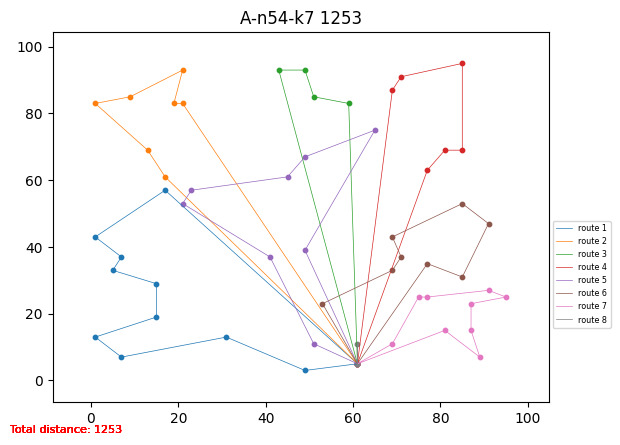 A-n54-k7 1253
100
80
60
40
20
0
0 20 40 60 80 100
route 1
route 2
route 3
route 4
route 5
route 6
route 7
route 8
Total distance: 1253